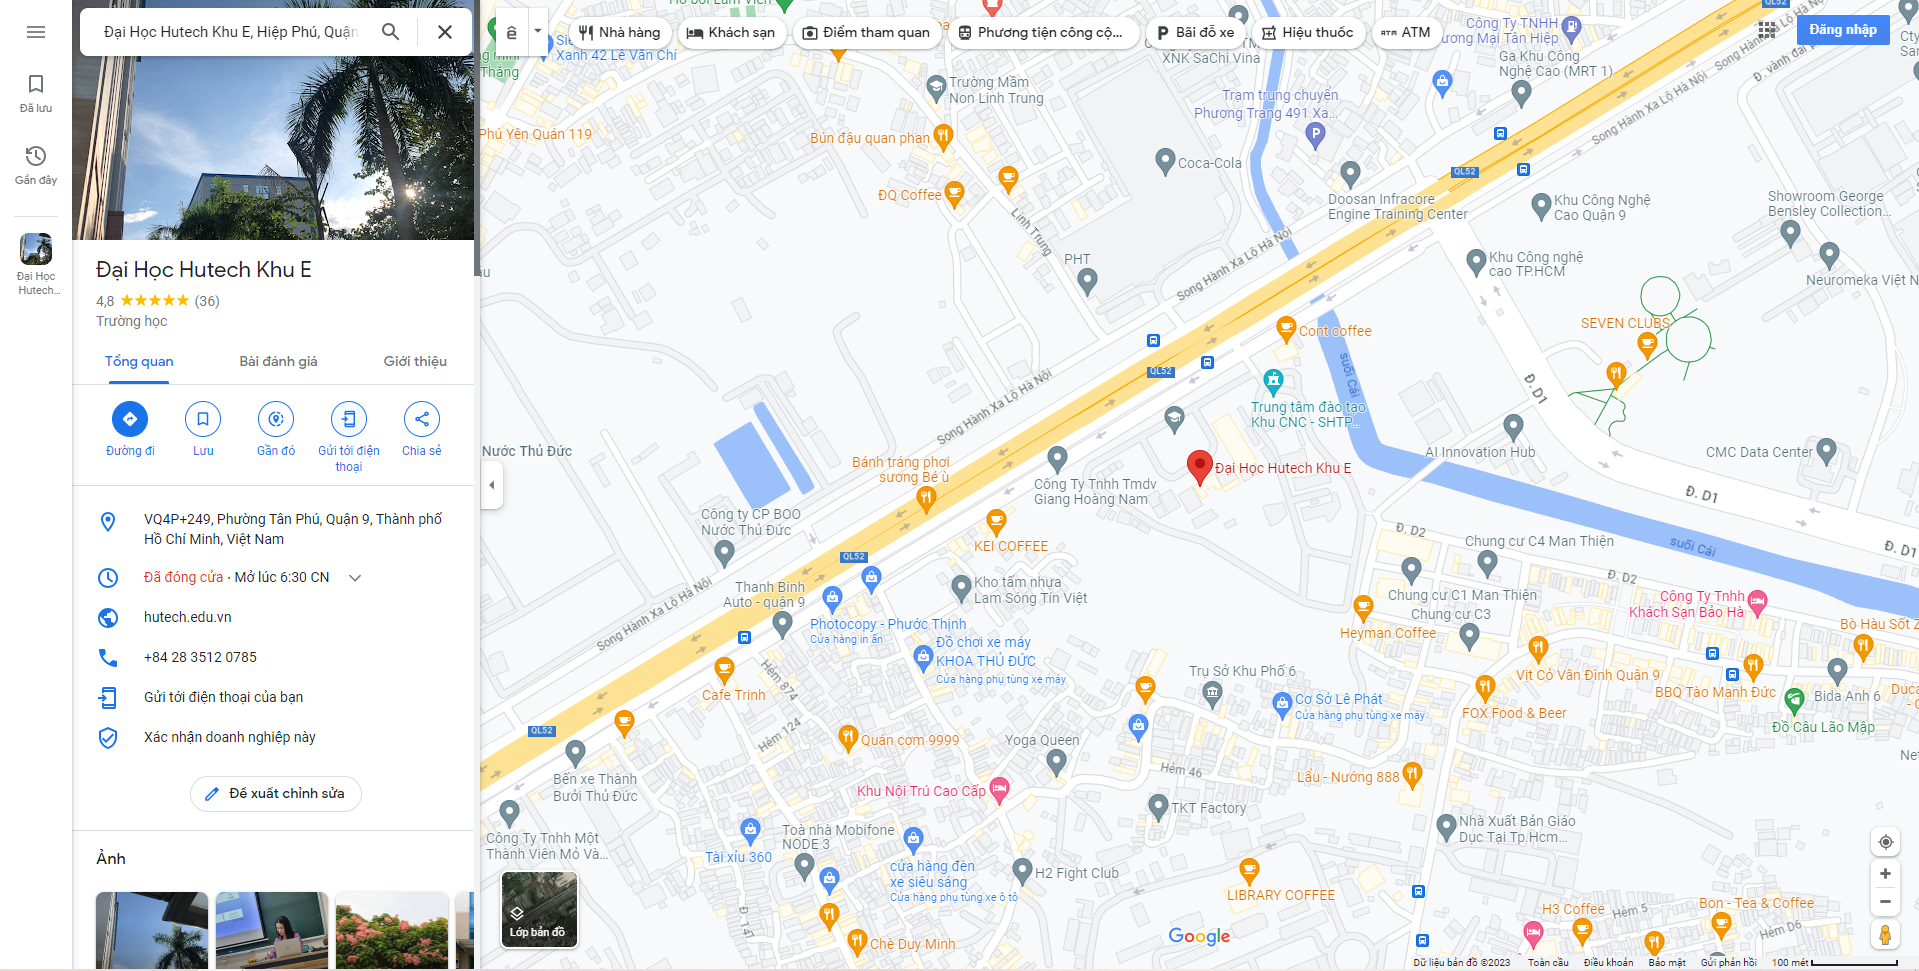 Đại Học Hutech Khu E, Hiệp Phú, Quận
Đã lưu
Gần đây
Đại Học
Hutech...
Đại Học Hutech Khu E
4,8 (36)
Trường học
Tổng quan
Bài đánh giá
Giới thiệu
Đường đi
Lưu
Gần đó
Gửi tới điện
thoại
Chia sẻ
VQ4P+249, Phường Tân Phú, Quận 9, Thành phố
Hồ Chí Minh, Việt Nam
Đã đóng cửa · Mở lúc 6:30 CN
hutech.edu.vn
+84 28 3512 0785
Gửi tới điện thoại của bạn
Xác nhận doanh nghiệp này
Đề xuất chỉnh sửa
Ảnh
Nhà hàng
Khách sạn
Điểm tham quan
Phương tiện công cộ...
Bãi đỗ xe
Hiệu thuốc
ATM
Đăng nhập
Xanh 42 Lê Văn Chí
Thắng
XNK SaChi Vina
Công Ty TNHH
Ga Khu Công
Nghệ Cao (MRT 1)
Song Hành Xa Lộ Hà Nội
Trường Mầm
Non Linh Trung
Trạm trung chuyển
Phương Trang 491 Xa...
Phú Yên Quán 119
Bún đậu quan phan
Coca-Cola
ĐQ Coffee
Linh Trung
QL52
Doosan Infracore
Engine Training Center
Khu Công Nghệ
Cao Quận 9
Showroom George
Bensley Collection...
Song Hành Xa Lộ Hà Nội
PHT
Khu Công nghệ
cao TP.HCM
Neuromeka Việt N
SEVEN CLUBS
Cont coffee
suối Cái
QL52
Song Hành Xa Lộ Hà Nội
Đ. D1
Trung tâm đào tạo
Khu CNC - SHTP...
Nước Thủ Đức
Bánh tráng phơi
sương Bé ù
Đại Học Hutech Khu E
AI Innovation Hub
CMC Data Center
Công Ty Tnhh Tmdv
Giang Hoàng Nam
Đ. D1
Công ty CP BOO
Nước Thủ Đức
KEI COFFEE
Đ. D2
Chung cư C4 Man Thiện
suối Cái
Đ. D1
QL52
Thanh Bình
Auto - quận 9
Kho tấm nhựa
Lam Sóng Tín Việt
Đ. D2
Chung cư C1 Man Thiện
Chung cư C3
Công Ty Tnhh
Khách Sạn Bảo Hà
Song Hành Xa Lộ Hà Nội
Photocopy - Phước Thịnh
Cửa hàng in ấn
Heyman Coffee
Bò Hàu Sốt
Đồ chơi xe máy
KHOA THỦ ĐỨC
Cửa hàng phụ tùng xe máy
Trụ Sở Khu Phố 6
Vịt Cỏ Vân Đình Quận 9
Cafe Trinh
Hẻm 874
BBQ Tào Mạnh Đức
Bida Anh 6
Cơ Sở Lê Phát
Cửa hàng phụ tùng xe máy
FOX Food & Beer
Đồ Câu Lão Mập
QL52
Hẻm 124
Quán cơm 9999
Yoga Queen
Bến xe Thành
Bưởi Thủ Đức
Hẻm 46
Lẩu - Nướng 888
Khu Nội Trú Cao Cấp
TKT Factory
Công Ty Tnhh Một
Thành Viên Mỏ Và...
Toà nhà Mobifone
NODE 3
Tài xỉu 360
Nhà Xuất Bản Giáo
Dục Tại Tp.Hcm...
cửa hàng đèn
xe siêu sáng
Cửa hàng phụ tùng xe ô tô
H2 Fight Club
LIBRARY COFFEE
H3 Coffee
Hẻm 5
Bon - Tea & Coffee
Hẻm D6
Đ 147
Chè Duy Minh
Lớp bản đồ
Google
Dữ liệu bản đồ ©2023
Toàn cầu
Điều khoản
Bảo mật
Gửi phản hồi
100 mét